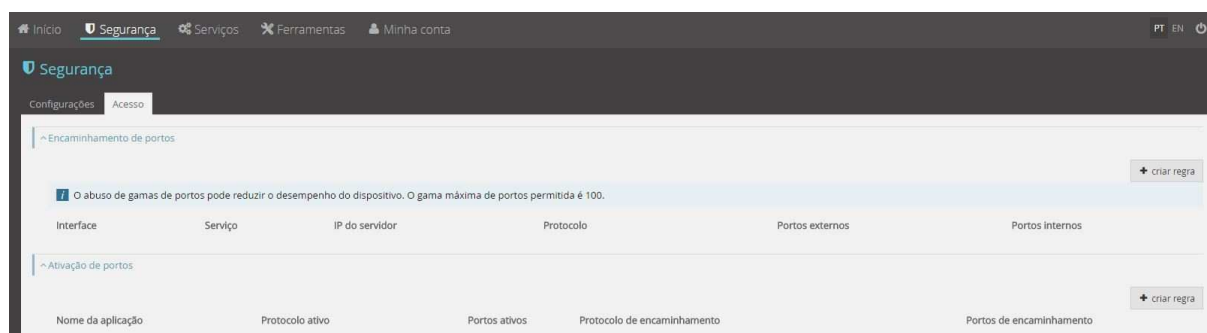 Início Segurança Serviços Ferramentas Minha conta PT EN
Segurança
Configurações Acesso
Encaminhamento de portos
+ criar regra
i O abuso de gamas de portos pode reduzir o desempenho do dispositivo. O gama máxima de portos permitida é 100.
Interface Serviço IP do servidor Protocolo Portos externos Portos internos
Ativação de portos
+ criar regra
Nome da aplicação Protocolo ativo Portos ativos Protocolo de encaminhamento Portos de encaminhamento